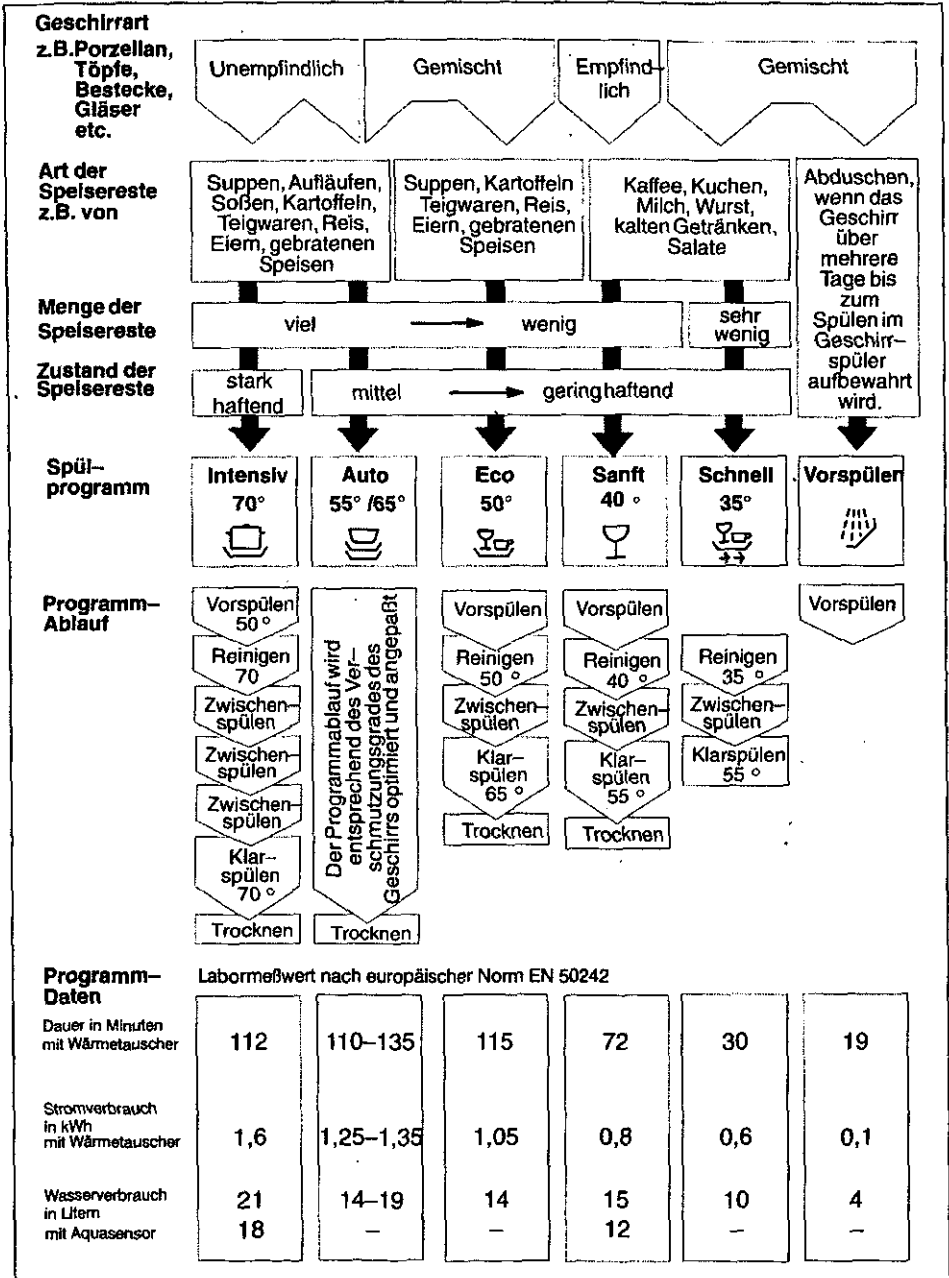 Geschirrart
z.B.Porzellan,
Töpfe,
Bestecke,
Gläser
etc.
Unempfindlich
Gemischt
Empfind-
lich
Gemischt
Art der
Speisereste
z.B. von
Suppen, Aufläufen,
Soßen, Kartoffeln,
Teigwaren, Reis,
Eiern, gebratenen
Speisen
Suppen, Kartoffeln
Teigwaren, Reis,
Eiern, gebratenen
Speisen
Kaffee, Kuchen,
Milch, Wurst,
kalten Getränken,
Salate
Abduschen,
wenn das
Geschirr
über
mehrere
Tage bis
zum
Spülen im
Geschirr-
spüler
aufbewahrt
wird.
Menge der
Speisereste
viel → wenig
sehr
wenig
Zustand der
Speisereste
stark
haftend
mittel → gering haftend
Spül-
programm
Intensiv
70°
Auto
55° /65°
Eco
50°
Sanft
40 °
Schnell
35°
Vorspülen
Programm-
Ablauf
Vorspülen
50°
Reinigen
70
Zwischen-
spülen
Zwischen-
spülen
Zwischen-
spülen
Klar-
spülen
70 °
Trocknen
Der Programmablauf wird
entsprechend des Ver-
schmutzungsgrades des
Geschirrs optimiert und angepaßt
Trocknen
Vorspülen
Reinigen
50 °
Zwischen-
spülen
Klar-
spülen
65 °
Trocknen
Vorspülen
Reinigen
40 °
Zwischen-
spülen
Klar-
spülen
55 °
Trocknen
Reinigen
35 °
Zwischen-
spülen
Klarspülen
55 °
Vorspülen
Programm-
Daten
Labormeßwert nach europäischer Norm EN 50242
Dauer in Minuten
mit Wärmetauscher
112 110–135 115 72 30 19
Stromverbrauch
in kWh
mit Wärmetauscher
1,6 1,25–1,35 1,05 0,8 0,6 0,1
Wasserverbrauch
in Litern
21 14–19 14 15 10 4
mit Aquasensor
18 – – 12 – –